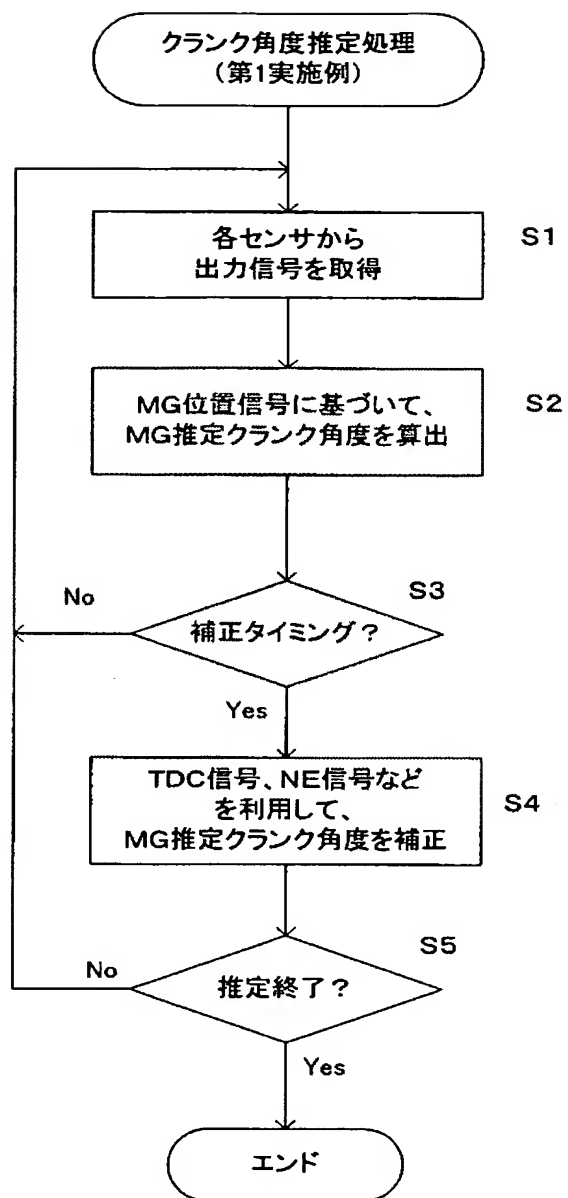 クランク角度推定処理
(第1実施例)
各センサから
出力信号を取得
S1
MG位置信号に基づいて、
MG推定クランク角度を算出
S2
補正タイミング?
S3
No
Yes
TDC信号、NE信号など
を利用して、
MG推定クランク角度を補正
S4
推定終了?
S5
No
Yes
エンド